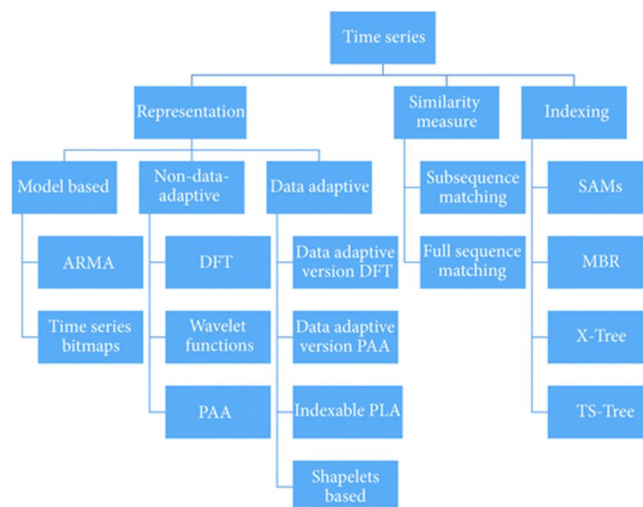 Time series
Representation
Similarity
measure
Indexing
Model based
Non-data-
adaptive
Data adaptive
Subsequence
matching
SAMs
ARMA
DFT
Data adaptive
version DFT
Full sequence
matching
MBR
Time series
bitmaps
Wavelet
functions
Data adaptive
version PAA
X-Tree
PAA
Indexable PLA
TS-Tree
Shapelets
based